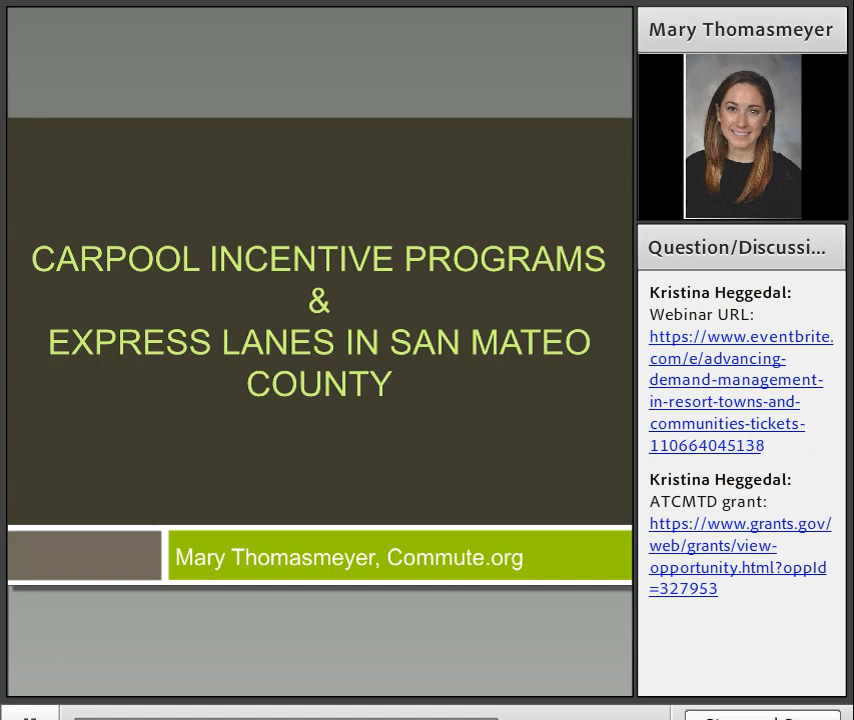 CARPOOL INCENTIVE PROGRAMS
&
EXPRESS LANES IN SAN MATEO
COUNTY
Mary Thomasmeyer, Commute.org
Mary Thomasmeyer
Question/Discussi...
Kristina Heggedal:
Webinar URL:
https://www.eventbrite.
com/e/advancing-
demand-management-
in-resort-towns-and-
communities-tickets-
110664045138
Kristina Heggedal:
ATCMTD grant:
https://www.grants.gov/
web/grants/view-
opportunity.html?oppId
=327953